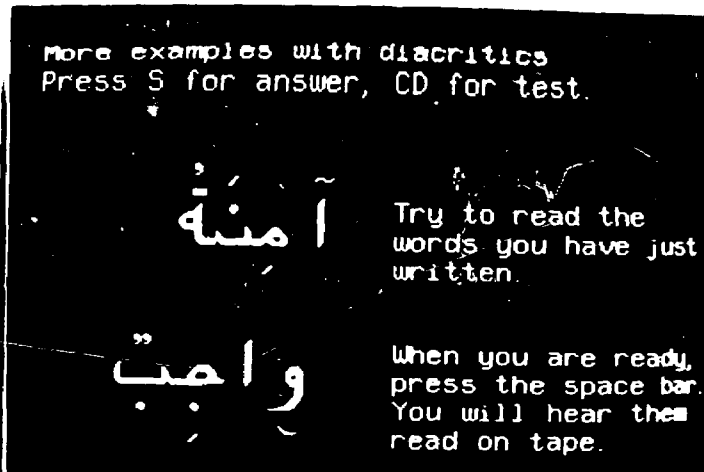 More examples with diacritics
Press S for answer, CD for test.
آمِنَةُ
Try to read the
words you have just
written.
وَاجِبٌ
When you are ready,
press the space bar.
You will hear them
read on tape.